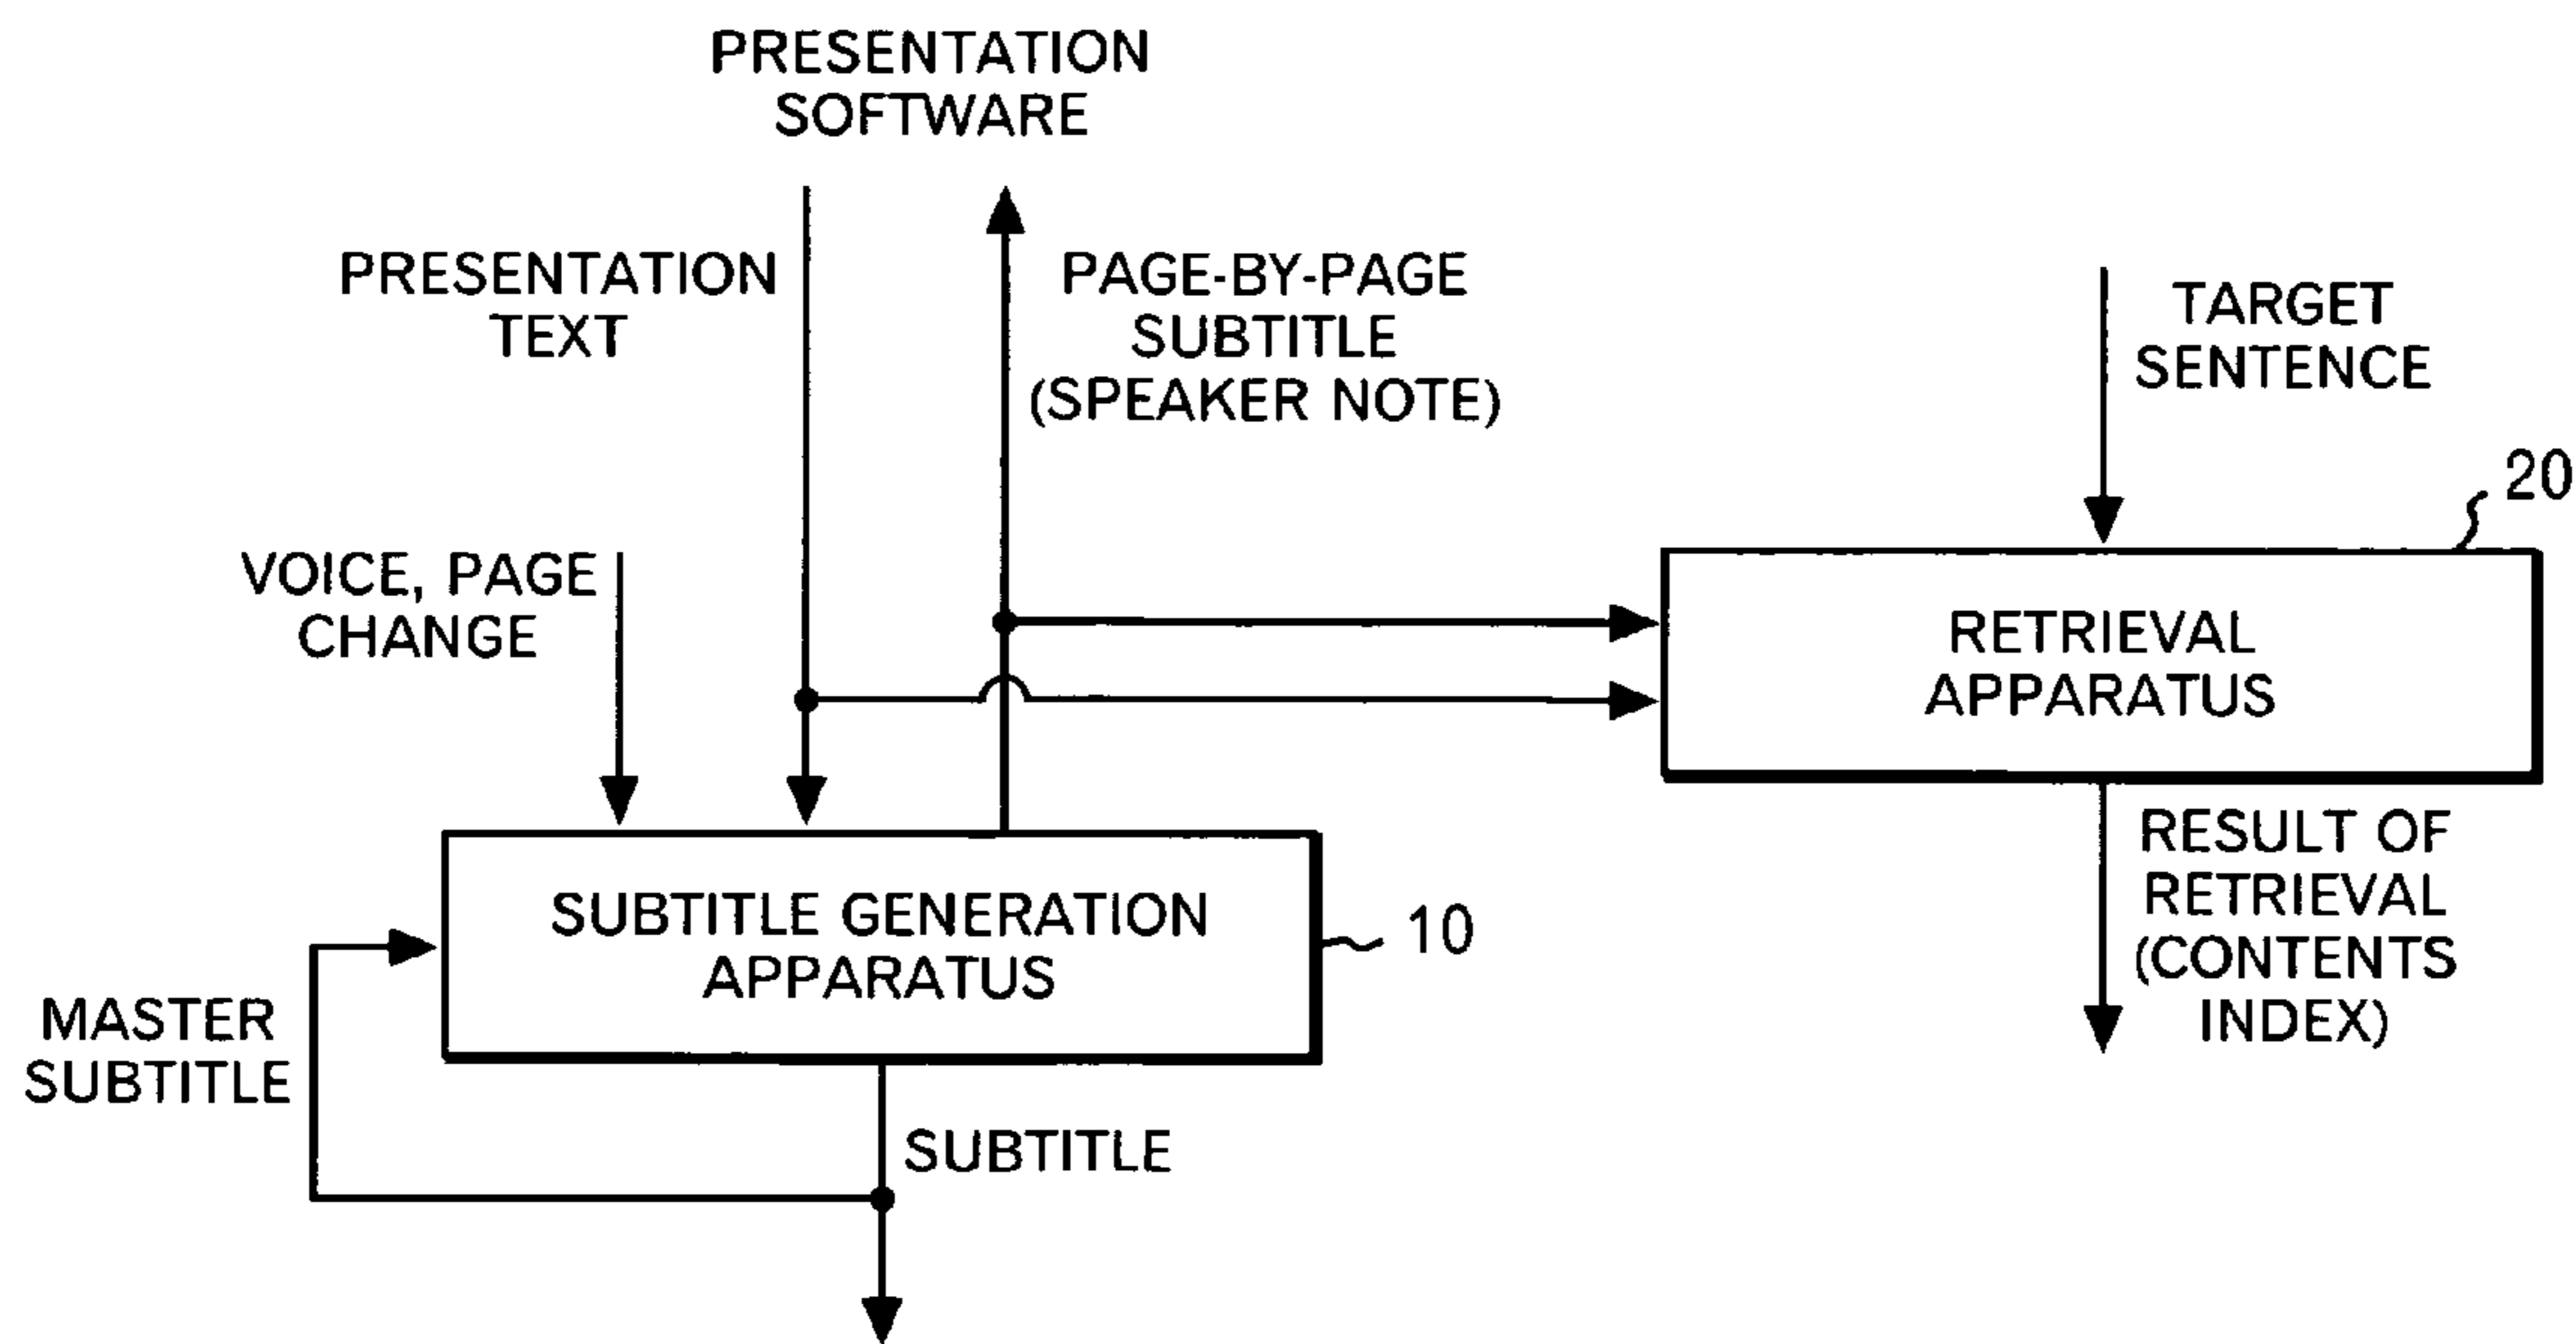 PRESENTATION
SOFTWARE
PRESENTATION
TEXT
PAGE-BY-PAGE
SUBTITLE
(SPEAKER NOTE)
TARGET
SENTENCE
20
VOICE, PAGE
CHANGE
RETRIEVAL
APPARATUS
SUBTITLE GENERATION
APPARATUS
10
RESULT OF
RETRIEVAL
(CONTENTS
INDEX)
MASTER
SUBTITLE
SUBTITLE